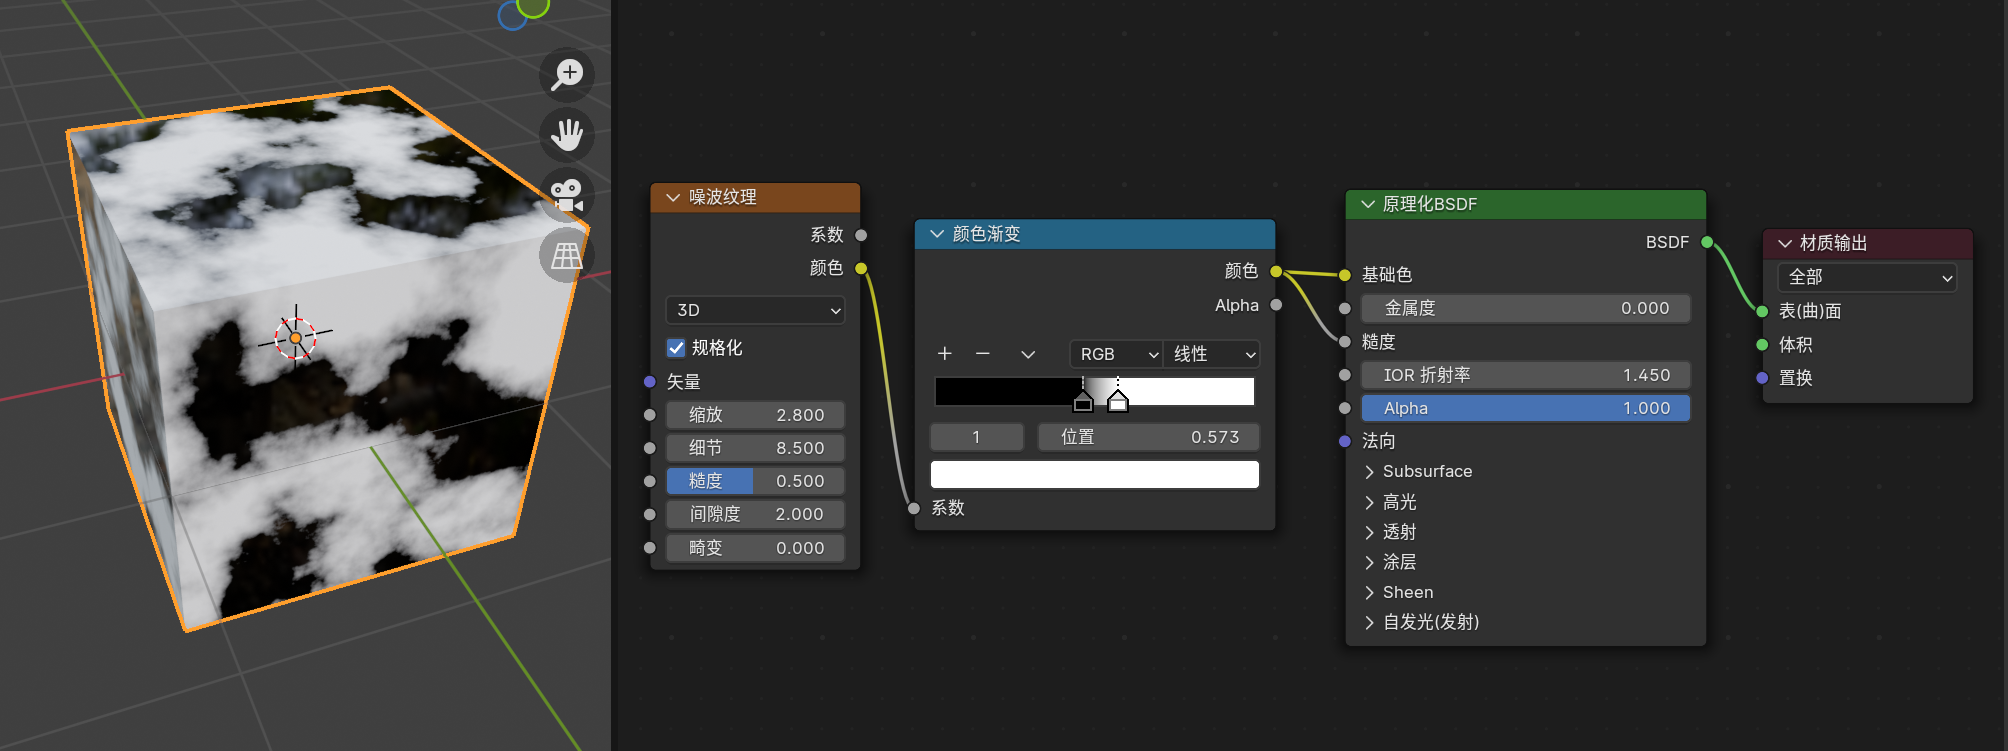 噪波纹理
系数
颜色
3D
规格化
矢量
缩放 2.800
细节 8.500
糙度 0.500
间隙度 2.000
畸变 0.000
颜色渐变
颜色
Alpha
RGB 线性
1 位置 0.573
系数
原理化BSDF
BSDF
基础色
金属度 0.000
糙度
IOR 折射率 1.450
Alpha 1.000
法向
Subsurface
高光
透射
涂层
Sheen
自发光(发射)
材质输出
全部
表(曲)面
体积
置换